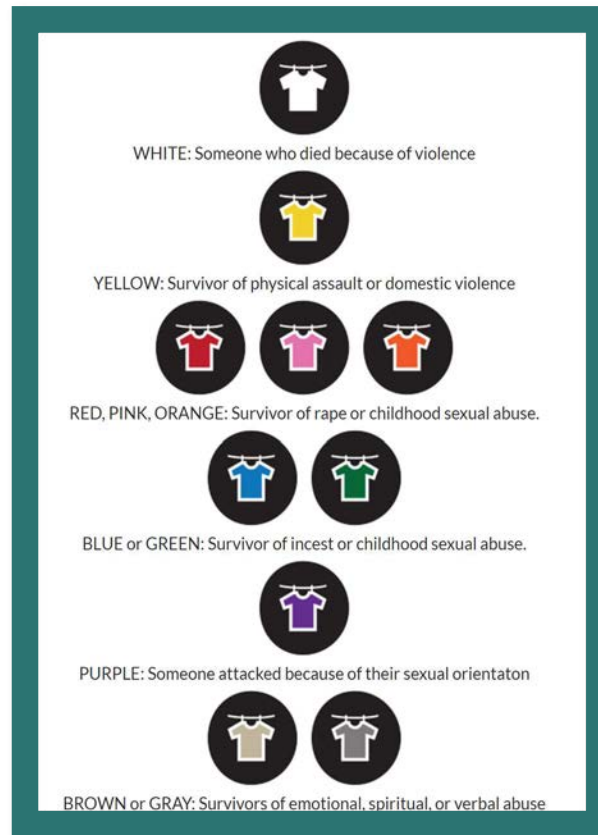 WHITE: Someone who died because of violence
YELLOW: Survivor of physical assault or domestic violence
RED, PINK, ORANGE: Survivor of rape or childhood sexual abuse.
BLUE or GREEN: Survivor of incest or childhood sexual abuse.
PURPLE: Someone attacked because of their sexual orientaton
BROWN or GRAY: Survivors of emotional, spiritual, or verbal abuse